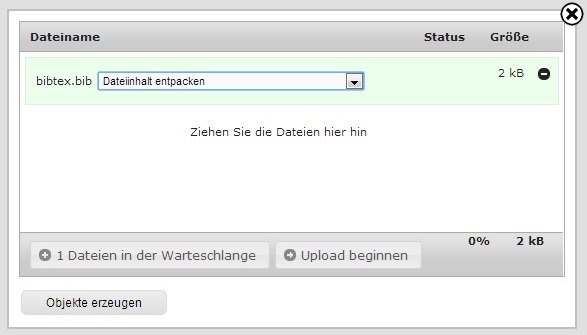 Dateiname Status Größe
bibtex.bib Dateiinhalt entpacken 2 kB
Ziehen Sie die Dateien hier hin
1 Dateien in der Warteschlange Upload beginnen 0% 2 kB
Objekte erzeugen